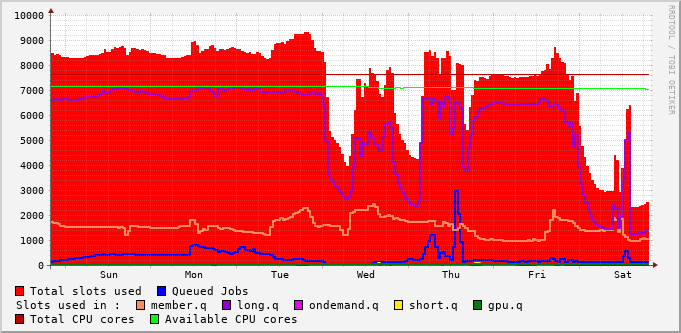 10000
9000
8000
7000
6000
5000
4000
3000
2000
1000
0
Sun Mon Tue Wed Thu Fri Sat
RRDTOOL / TOBI OETIKER
Total slots used Queued Jobs
Slots used in : member.q long.q ondemand.q short.q gpu.q
Total CPU cores Available CPU cores